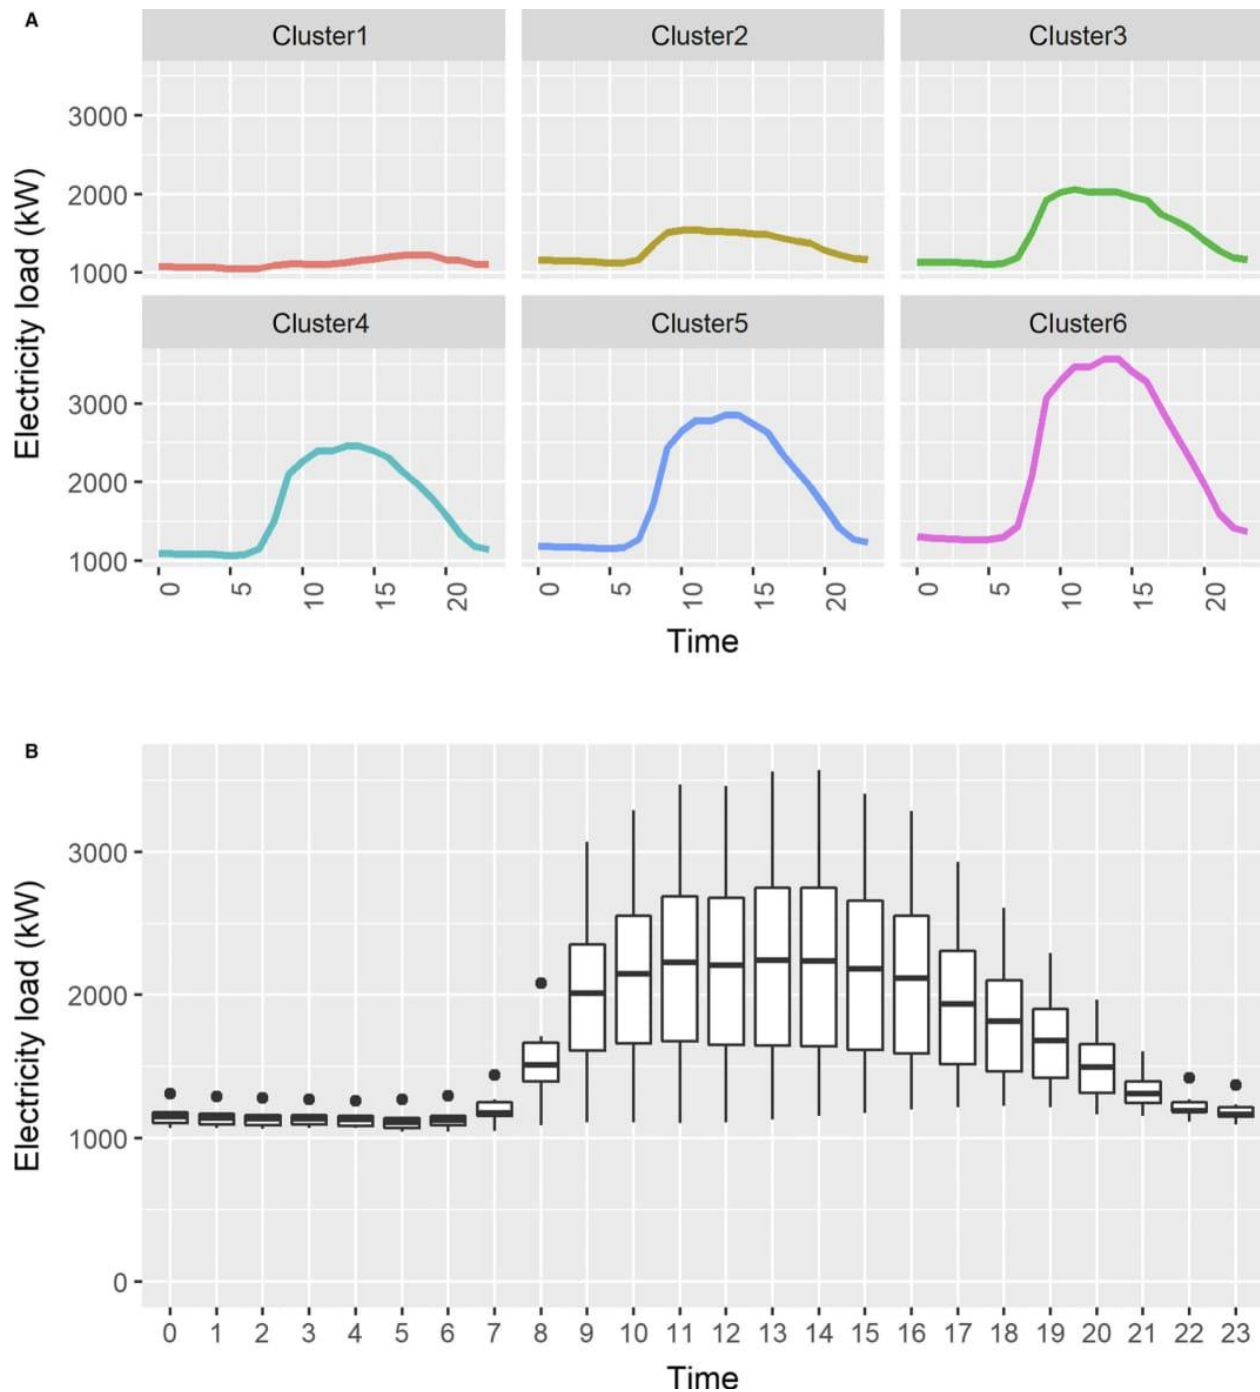 A
Cluster1 Cluster2 Cluster3
3000
2000
1000
Electricity load (kW)
Cluster4 Cluster5 Cluster6
3000
2000
1000
0 5 10 15 20 0 5 10 15 20 0 5 10 15 20
Time
B
3000
2000
1000
0
Electricity load (kW)
0 1 2 3 4 5 6 7 8 9 10 11 12 13 14 15 16 17 18 19 20 21 22 23
Time